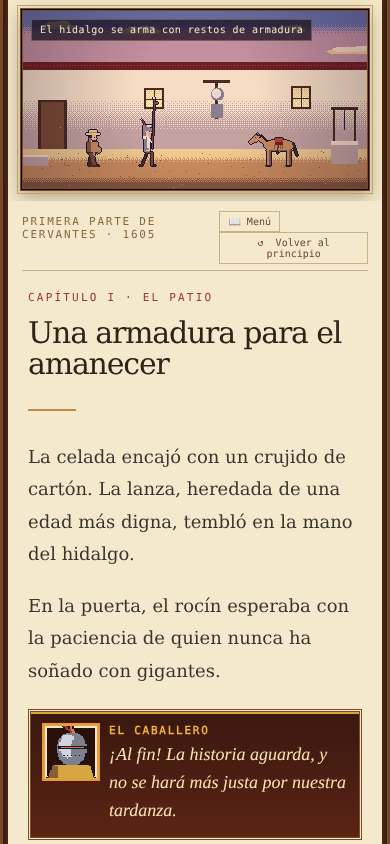 El hidalgo se arma con restos de armadura
PRIMERA PARTE DE
CERVANTES · 1605
📖 Menú
↺ Volver al
principio
CAPÍTULO I · EL PATIO
Una armadura para el
amanecer
La celada encajó con un crujido de
cartón. La lanza, heredada de una
edad más digna, tembló en la mano
del hidalgo.
En la puerta, el rocín esperaba con
la paciencia de quien nunca ha
soñado con gigantes.
EL CABALLERO
¡Al fin! La historia aguarda, y
no se hará más justa por nuestra
tardanza.